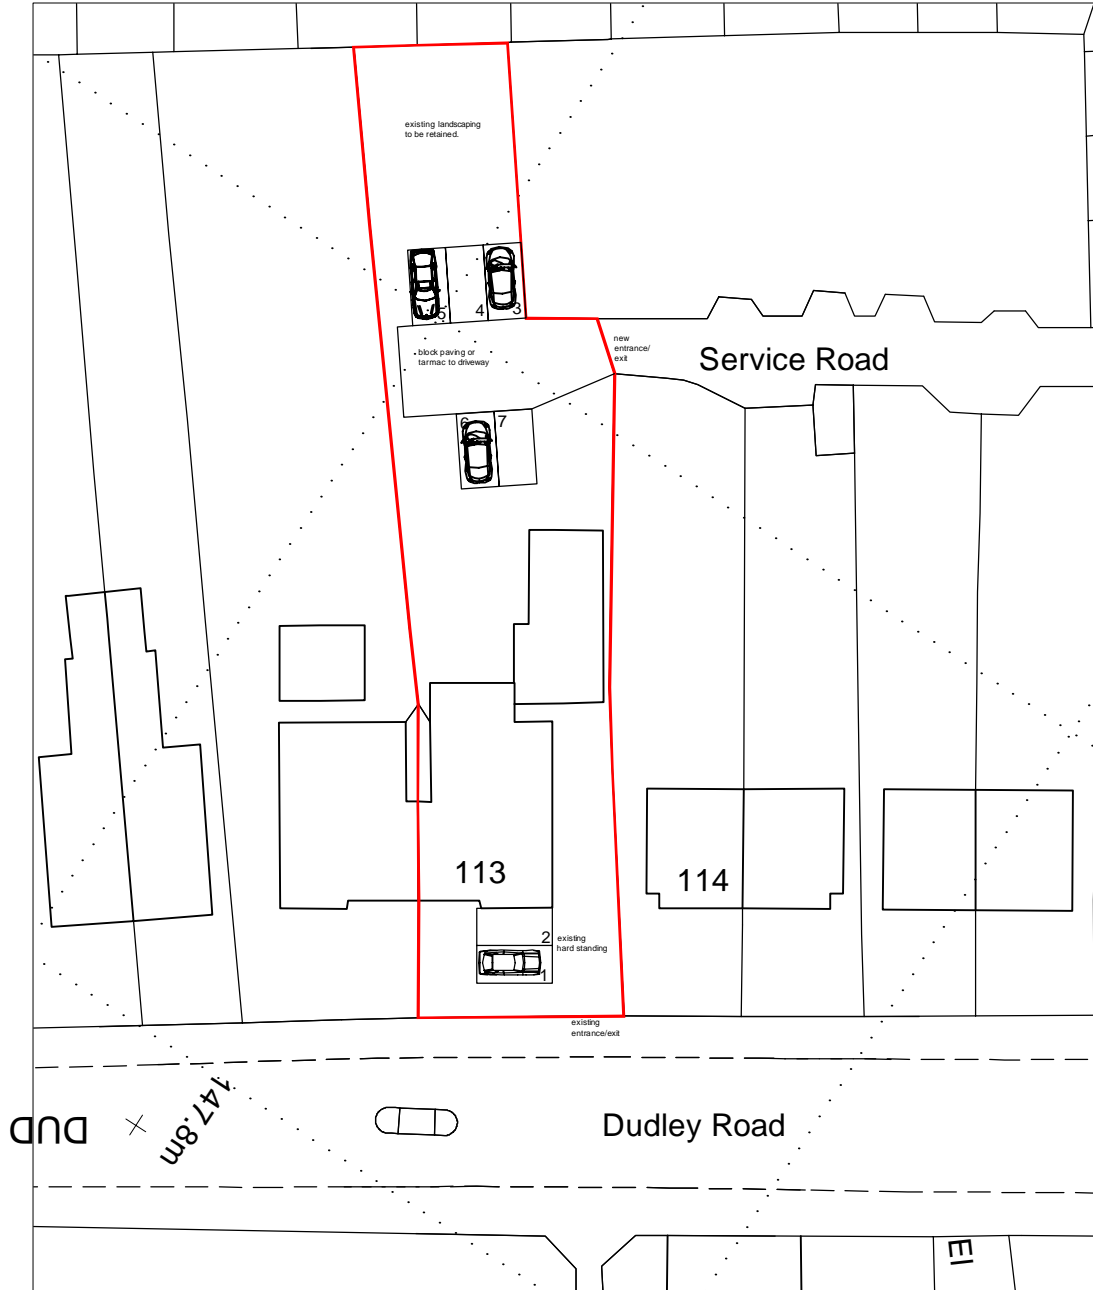 existing landscaping
to be retained.
5
4
3
new
entrance/
exit
Service Road
block paving or
tarmac to driveway
6
7
113
114
2
existing
hard standing
1
existing
entrance/exit
147.8m
DUD
Dudley Road
El